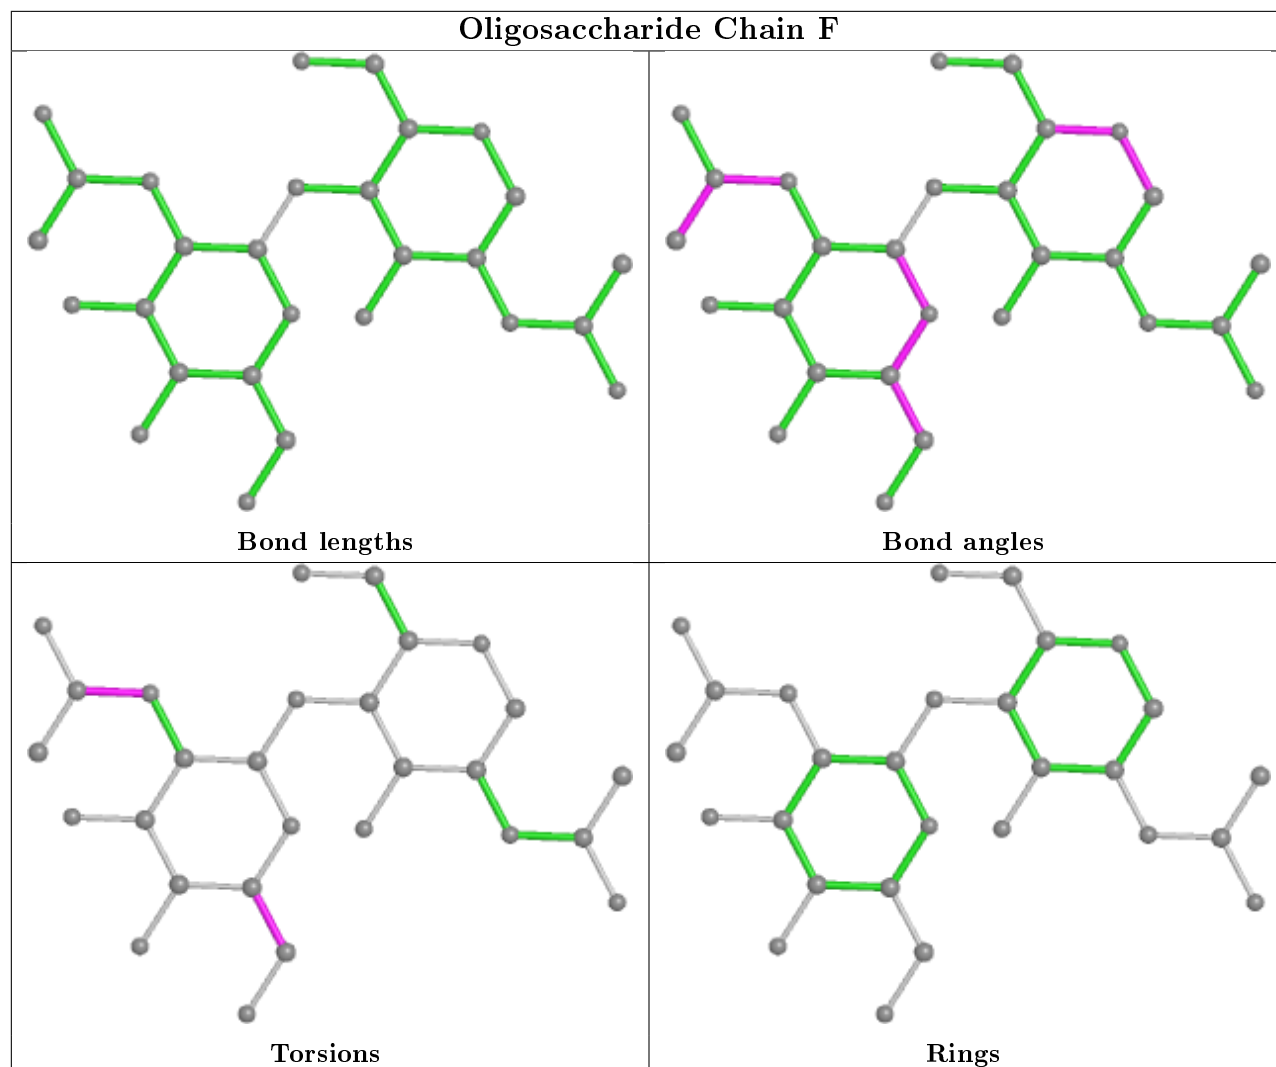 Oligosaccharide Chain F
Bond lengths
Bond angles
Torsions
Rings